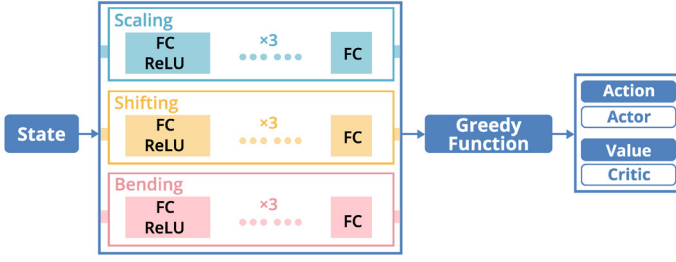 State
Scaling
FC
ReLU
×3
FC
Shifting
FC
ReLU
×3
FC
Bending
FC
ReLU
×3
FC
Greedy
Function
Action
Actor
Value
Critic